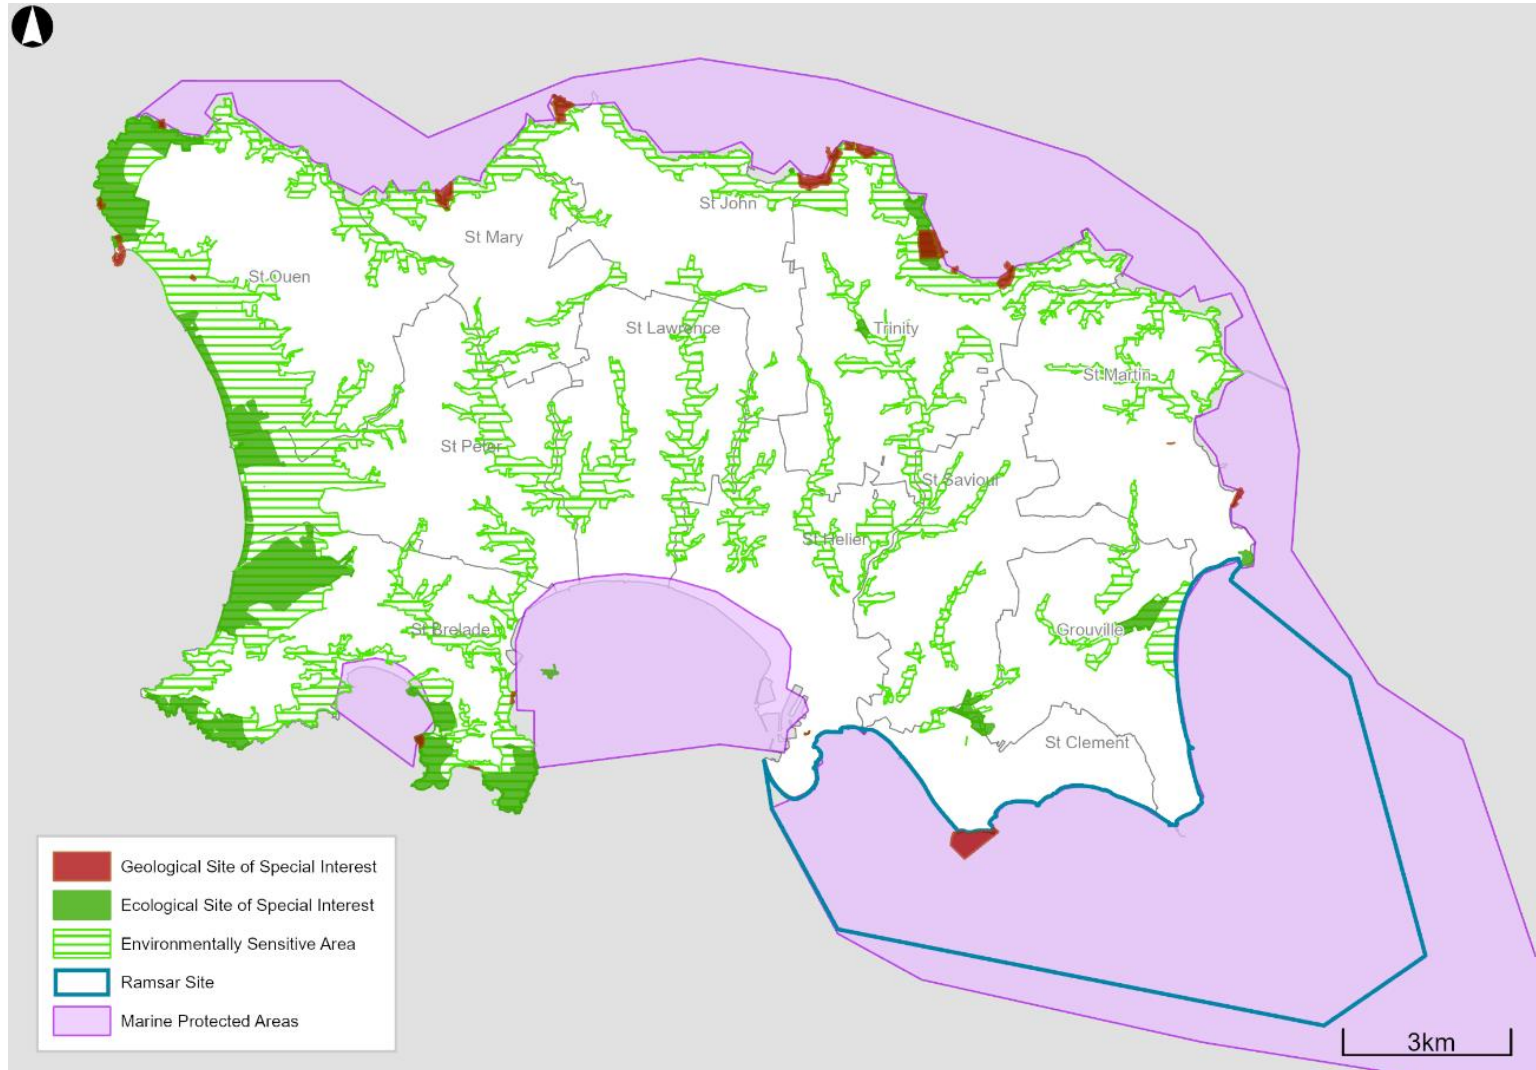 St John
St Mary
St Ouen
St Lawrence
Trinity
St Martin
St Peter
St Saviour
St Helier
St Brelade
Grouville
St Clement
Geological Site of Special Interest
Ecological Site of Special Interest
Environmentally Sensitive Area
Ramsar Site
Marine Protected Areas
3km